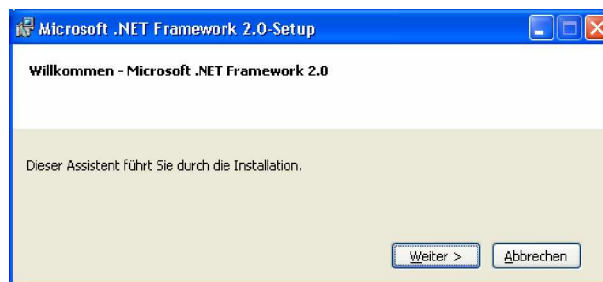 Microsoft .NET Framework 2.0-Setup
Willkommen - Microsoft .NET Framework 2.0
Dieser Assistent führt Sie durch die Installation.
Weiter > Abbrechen